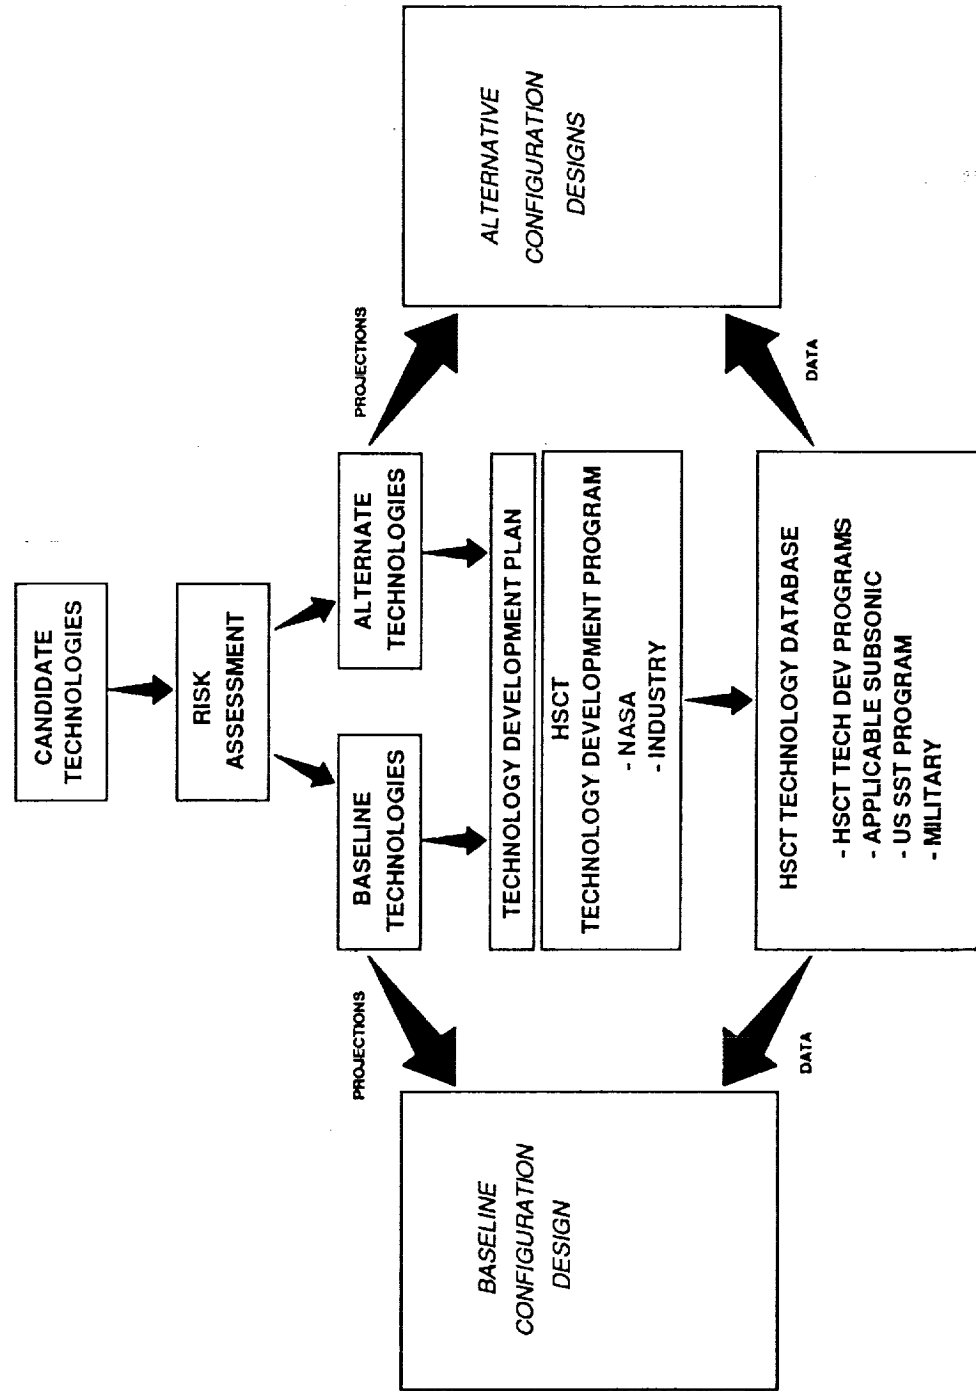 CANDIDATE
TECHNOLOGIES
RISK
ASSESSMENT
BASELINE
TECHNOLOGIES
ALTERNATE
TECHNOLOGIES
PROJECTIONS
PROJECTIONS
BASELINE
CONFIGURATION
DESIGN
TECHNOLOGY DEVELOPMENT PLAN
HSCT
TECHNOLOGY DEVELOPMENT PROGRAM
- NASA
- INDUSTRY
ALTERNATIVE
CONFIGURATION
DESIGNS
DATA
DATA
HSCT TECHNOLOGY DATABASE
- HSCT TECH DEV PROGRAMS
- APPLICABLE SUBSONIC
- US SST PROGRAM
- MILITARY